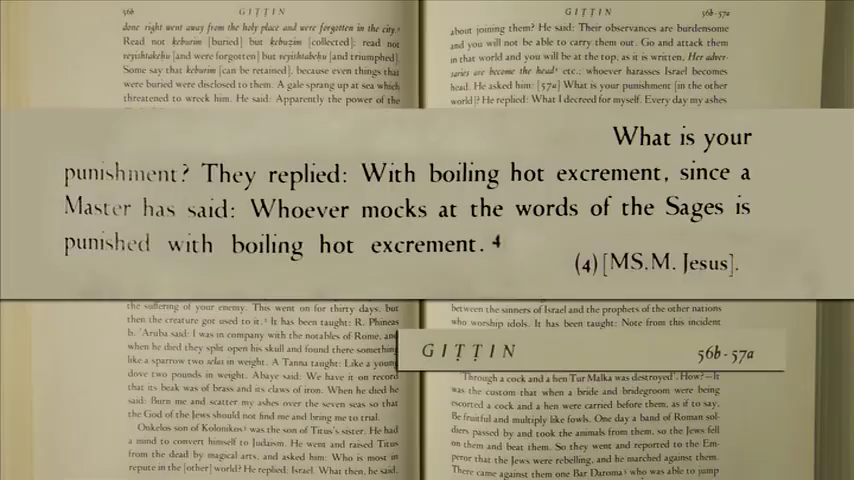 56b
GIṬṬIN
done right went away from the holy place and were forgotten in the city.
Read not keburim [buried] but kebuẓim [collected]; read not
veyishtakeḥu [and were forgotten] but veyishtabeḥu [and triumphed].
Some say that keburim [can be retained], because even things that
were buried were disclosed to them. A gale sprang up at sea which
threatened to wreck him. He said: Apparently the power of the
GIṬṬIN
56b-57a
about joining them? He said: Their observances are burdensome
and you will not be able to carry them out. Go and attack them
in that world and you will be at the top, as it is written, Her adver-
saries are become the head etc.; whoever harasses Israel becomes
head. He asked him: [57a] What is your punishment [in the other
world]? He replied: What I decreed for myself. Every day my ashes
What is your
punishment? They replied: With boiling hot excrement, since a
Master has said: Whoever mocks at the words of the Sages is
punished with boiling hot excrement.⁴
(4) [MS.M. Jesus].
the suffering of your enemy. This went on for thirty days, but
then the creature got used to it. It has been taught: R. Phineas
b. 'Aruba said: I was in company with the notables of Rome, and
when he died they split open his skull and found there something
like a sparrow two selas in weight. A Tanna taught: Like a young
dove two pounds in weight. Abaye said: We have it on record
that its beak was of brass and its claws of iron. When he died he
said: Burn me and scatter my ashes over the seven seas so that
the God of the Jews should not find me and bring me to trial.
Onkelos son of Kolonikos was the son of Titus's sister. He had
a mind to convert himself to Judaism. He went and raised Titus
from the dead by magical arts, and asked him: Who is most in
repute in the [other] world? He replied: Israel. What then, he said,
between the sinners of Israel and the prophets of the other nations
who worship idols. It has been taught: Note from this incident
GIṬṬIN
56b-57a
'Through a cock and a hen Tur Malka was destroyed'. How?—It
was the custom that when a bride and bridegroom were being
escorted a cock and a hen were carried before them, as if to say,
Be fruitful and multiply like fowls. One day a band of Roman sol-
diers passed by and took the animals from them, so the Jews fell
on them and beat them. So they went and reported to the Em-
peror that the Jews were rebelling, and he marched against them.
There came against them one Bar Daroma who was able to jump